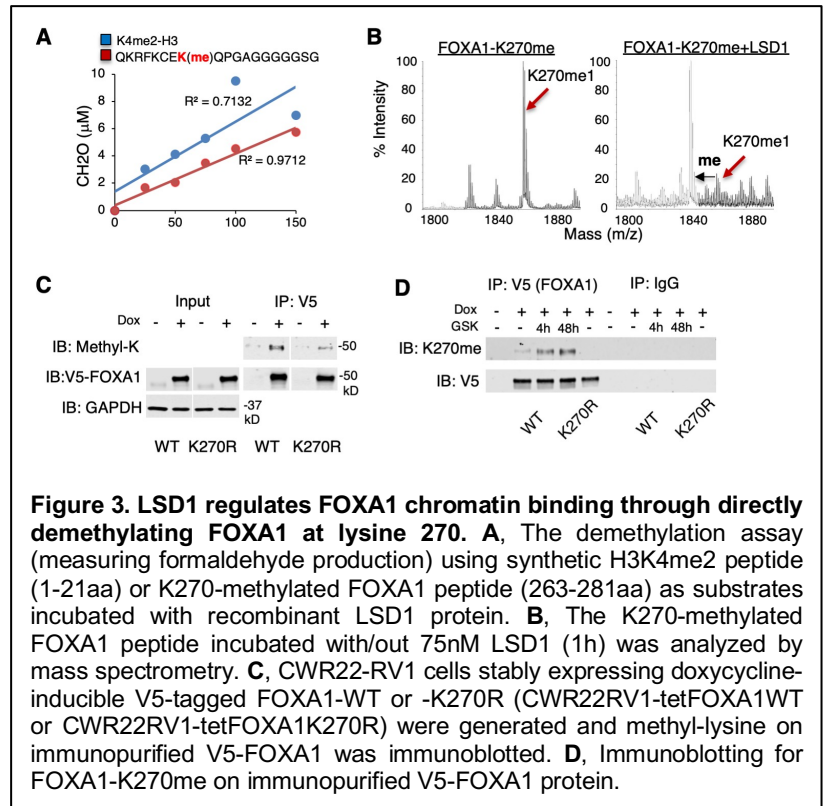 A
K4me2-H3
QKRFKCEK(me)QPGAGGGGGSG
CH2O (µM)
10
8
6
4
2
0
R² = 0.7132
R² = 0.9712
0 50 100 150
B
FOXA1-K270me
FOXA1-K270me+LSD1
% Intensity
100
80
60
40
20
0
K270me1
1800 1840 1880
100
80
60
40
20
0
me
K270me1
1800 1840 1880
Mass (m/z)
C
Input IP: V5
Dox - + - + - + - +
IB: Methyl-K -50
IB:V5-FOXA1 -50
kD
IB: GAPDH -37
kD
WT K270R WT K270R
D
IP: V5 (FOXA1) IP: IgG
Dox - + + + + - + + + +
GSK - - 4h 48h - - - 4h 48h -
IB: K270me
IB: V5
WT K270R WT K270R
Figure 3. LSD1 regulates FOXA1 chromatin binding through directly
demethylating FOXA1 at lysine 270. A, The demethylation assay
(measuring formaldehyde production) using synthetic H3K4me2 peptide
(1-21aa) or K270-methylated FOXA1 peptide (263-281aa) as substrates
incubated with recombinant LSD1 protein. B, The K270-methylated
FOXA1 peptide incubated with/out 75nM LSD1 (1h) was analyzed by
mass spectrometry. C, CWR22-RV1 cells stably expressing doxycycline-
inducible V5-tagged FOXA1-WT or -K270R (CWR22RV1-tetFOXA1WT
or CWR22RV1-tetFOXA1K270R) were generated and methyl-lysine on
immunopurified V5-FOXA1 was immunoblotted. D, Immunoblotting for
FOXA1-K270me on immunopurified V5-FOXA1 protein.